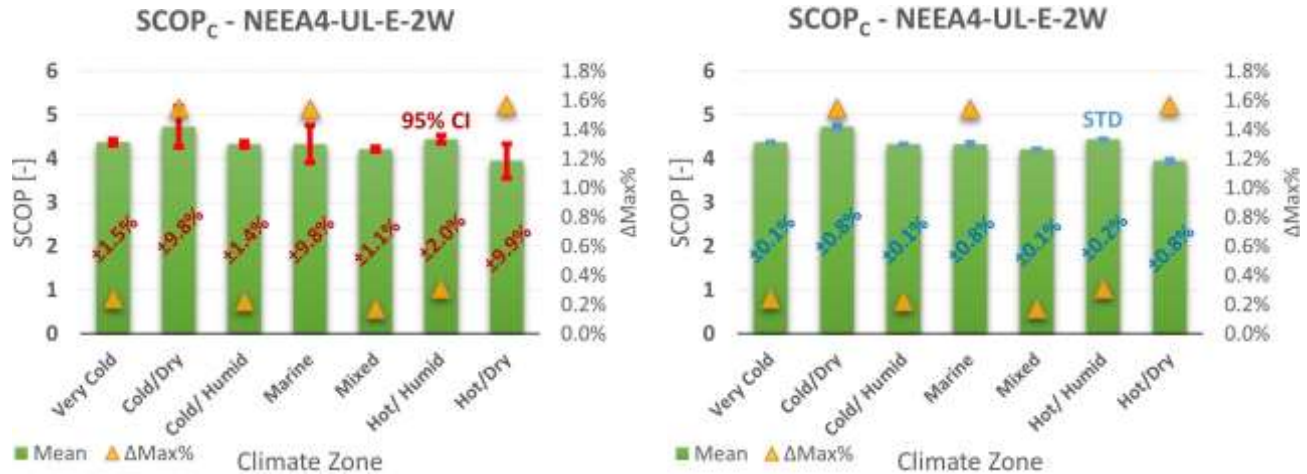 SCOPC - NEEA4-UL-E-2W
6
5
4
3
2
1
0
SCOP [-]
1.8%
1.6%
1.4%
1.2%
1.0%
0.8%
0.6%
0.4%
0.2%
0.0%
ΔMax%
95% CI
±1.5%
±9.8%
±1.4%
±9.8%
±1.1%
±2.0%
±9.9%
Very Cold
Cold/Dry
Cold/ Humid
Marine
Mixed
Hot/ Humid
Hot/Dry
Mean
ΔMax%
Climate Zone
SCOPC - NEEA4-UL-E-2W
6
5
4
3
2
1
0
SCOP [-]
1.8%
1.6%
1.4%
1.2%
1.0%
0.8%
0.6%
0.4%
0.2%
0.0%
ΔMax%
STD
±0.1%
±0.8%
±0.1%
±0.8%
±0.1%
±0.2%
±0.8%
Very Cold
Cold/Dry
Cold/ Humid
Marine
Mixed
Hot/ Humid
Hot/Dry
Mean
ΔMax%
Climate Zone